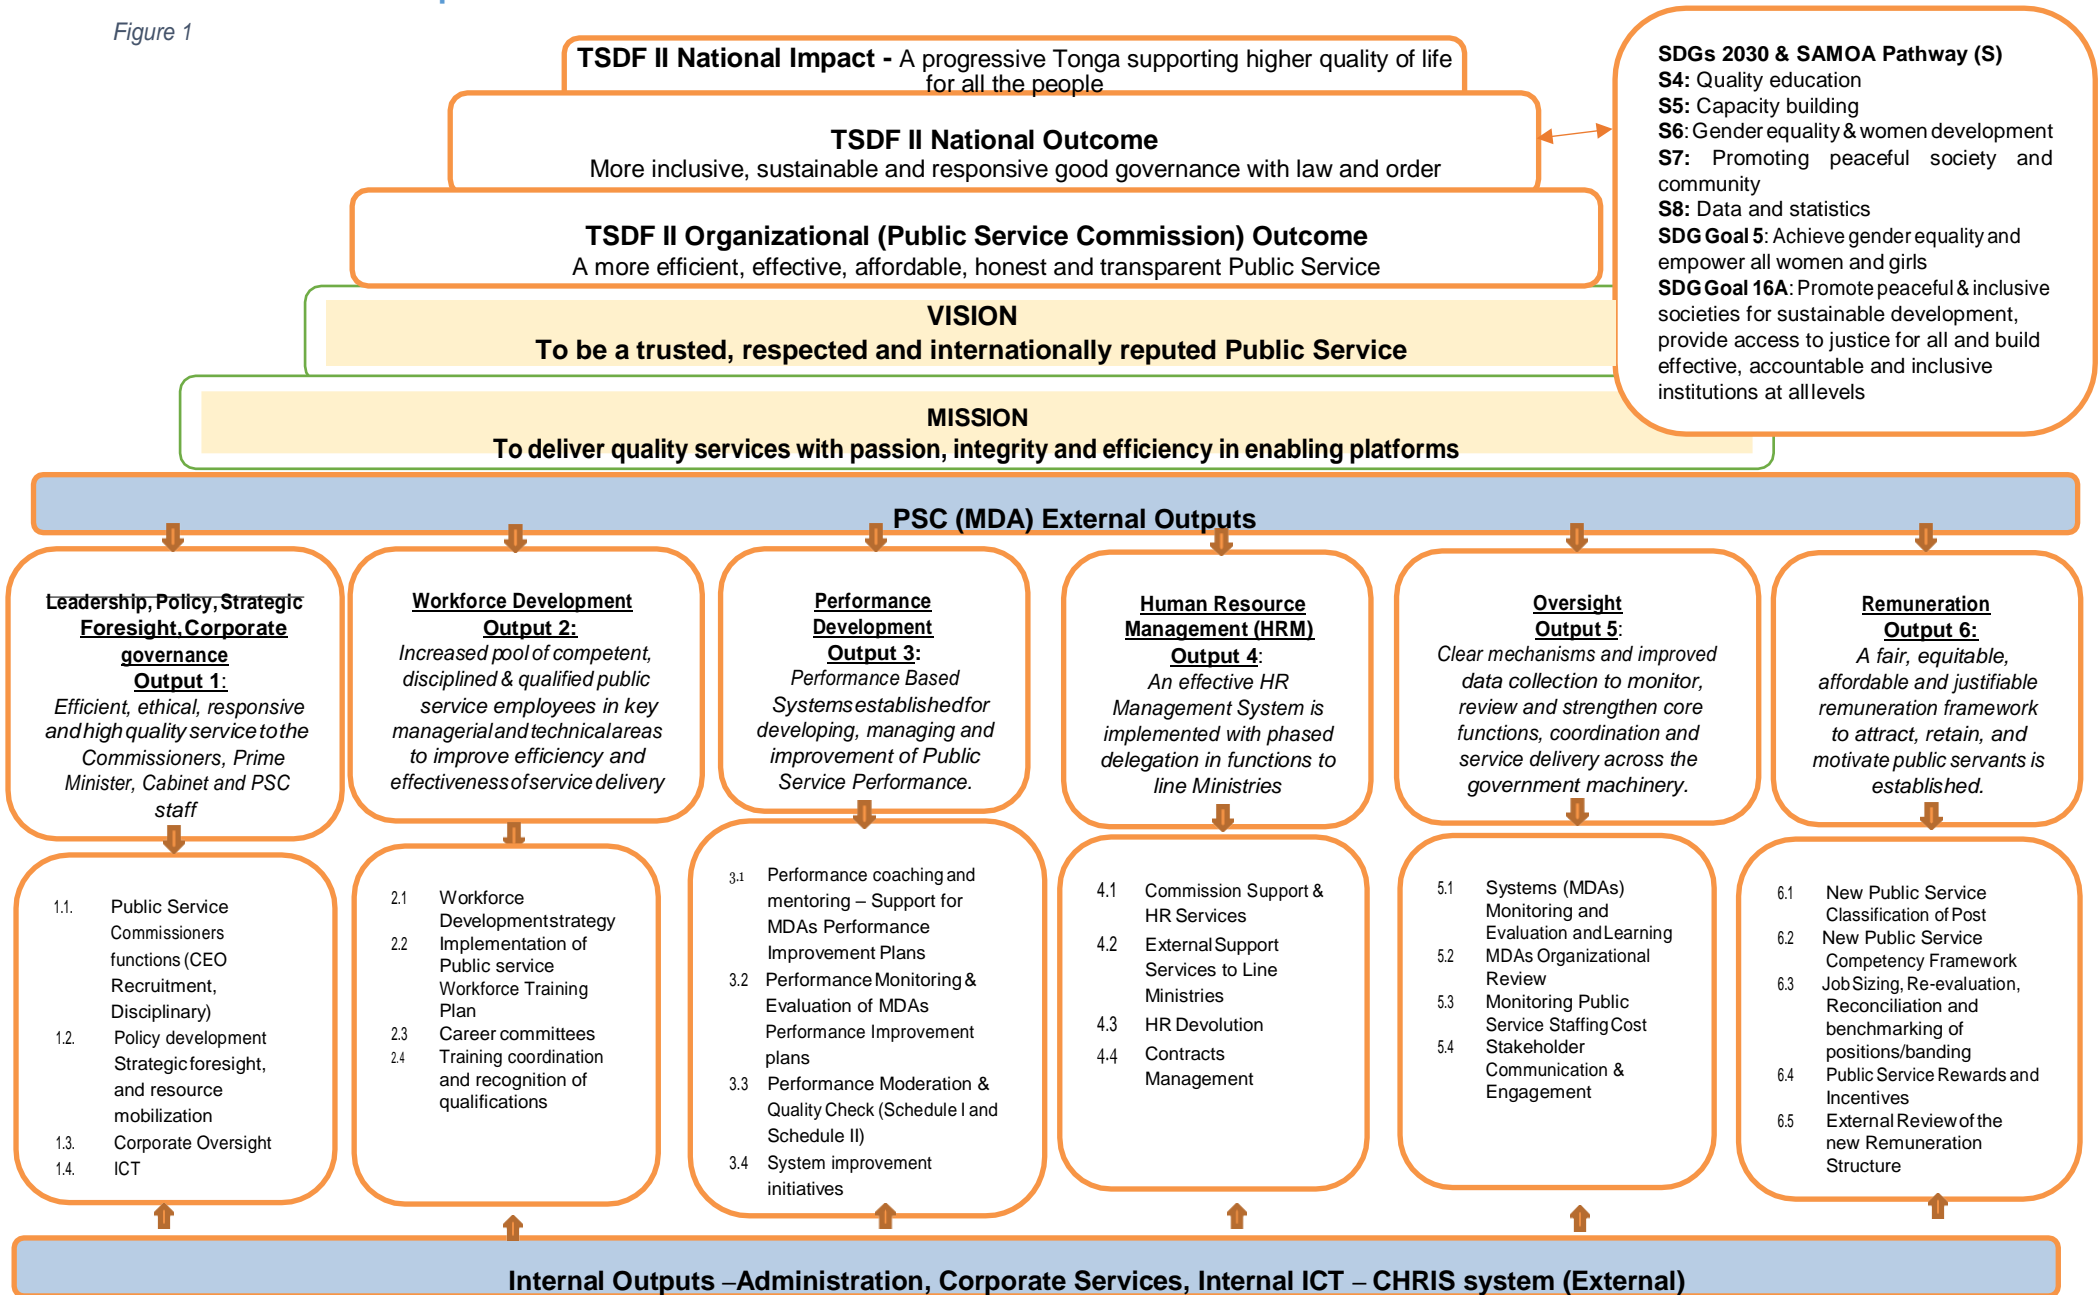 Figure 1
TSDF II National Impact - A progressive Tonga supporting higher quality of life
for all the people
TSDF II National Outcome
More inclusive, sustainable and responsive good governance with law and order
TSDF II Organizational (Public Service Commission) Outcome
A more efficient, effective, affordable, honest and transparent Public Service
VISION
To be a trusted, respected and internationally reputed Public Service
MISSION
To deliver quality services with passion, integrity and efficiency in enabling platforms
SDGs 2030 & SAMOA Pathway (S)
S4: Quality education
S5: Capacity building
S6: Gender equality & women development
S7: Promoting peaceful society and
community
S8: Data and statistics
SDG Goal 5: Achieve gender equality and
empower all women and girls
SDG Goal 16A: Promote peaceful & inclusive
societies for sustainable development,
provide access to justice for all and build
effective, accountable and inclusive
institutions at all levels
PSC (MDA) External Outputs
Leadership, Policy, Strategic
Foresight, Corporate
governance
Output 1:
Efficient, ethical, responsive
and high quality service to the
Commissioners, Prime
Minister, Cabinet and PSC
staff
Workforce Development
Output 2:
Increased pool of competent,
disciplined & qualified public
service employees in key
managerial and technical areas
to improve efficiency and
effectiveness of service delivery
Performance
Development
Output 3:
Performance Based
Systems established for
developing, managing and
improvement of Public
Service Performance.
Human Resource
Management (HRM)
Output 4:
An effective HR
Management System is
implemented with phased
delegation in functions to
line Ministries
Oversight
Output 5:
Clear mechanisms and improved
data collection to monitor,
review and strengthen core
functions, coordination and
service delivery across the
government machinery.
Remuneration
Output 6:
A fair, equitable,
affordable and justifiable
remuneration framework
to attract, retain, and
motivate public servants is
established.
1.1. Public Service
Commissioners
functions (CEO
Recruitment,
Disciplinary)
1.2. Policy development
Strategic foresight,
and resource
mobilization
1.3. Corporate Oversight
1.4. ICT
2.1 Workforce
Development strategy
2.2 Implementation of
Public service
Workforce Training
Plan
2.3 Career committees
2.4 Training coordination
and recognition of
qualifications
3.1 Performance coaching and
mentoring – Support for
MDAs Performance
Improvement Plans
3.2 Performance Monitoring &
Evaluation of MDAs
Performance Improvement
plans
3.3 Performance Moderation &
Quality Check (Schedule I and
Schedule II)
3.4 System improvement
initiatives
4.1 Commission Support &
HR Services
4.2 External Support
Services to Line
Ministries
4.3 HR Devolution
4.4 Contracts
Management
5.1 Systems (MDAs)
Monitoring and
Evaluation and Learning
5.2 MDAs Organizational
Review
5.3 Monitoring Public
Service Staffing Cost
5.4 Stakeholder
Communication &
Engagement
6.1 New Public Service
Classification of Post
6.2 New Public Service
Competency Framework
6.3 Job Sizing, Re-evaluation,
Reconciliation and
benchmarking of
positions/banding
6.4 Public Service Rewards and
Incentives
6.5 External Review of the
new Remuneration
Structure
Internal Outputs –Administration, Corporate Services, Internal ICT – CHRIS system (External)